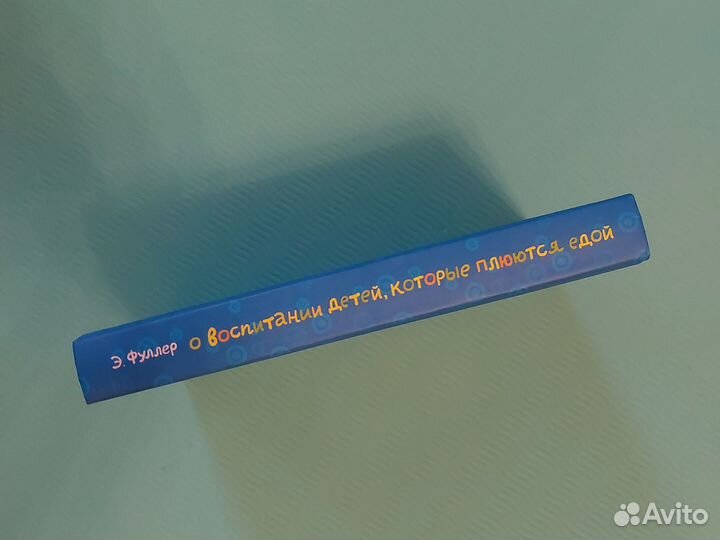 Э. Фуллер о воспитании детей, которые плюются едой
Avito